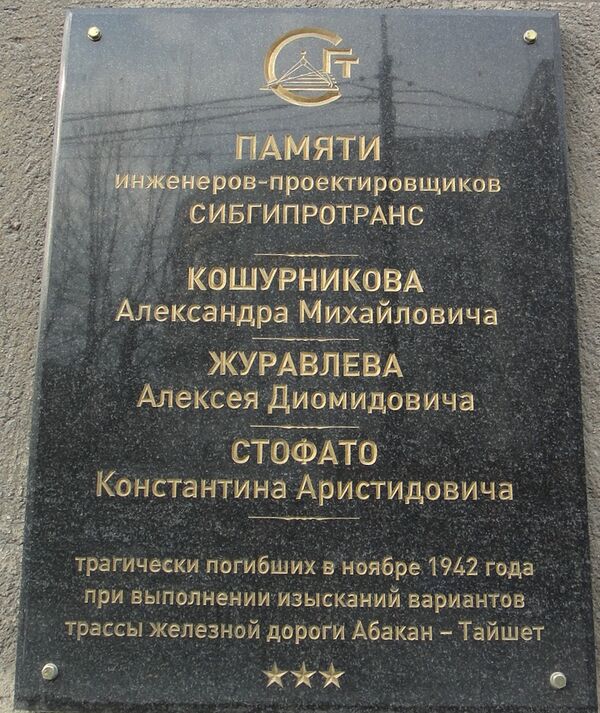 СГТ
ПАМЯТИ
инженеров-проектировщиков
СИБГИПРОТРАНС
КОШУРНИКОВА
Александра Михайловича
ЖУРАВЛЕВА
Алексея Диомидовича
СТОФАТО
Константина Аристидовича
трагически погибших в ноябре 1942 года
при выполнении изысканий вариантов
трассы железной дороги Абакан – Тайшет